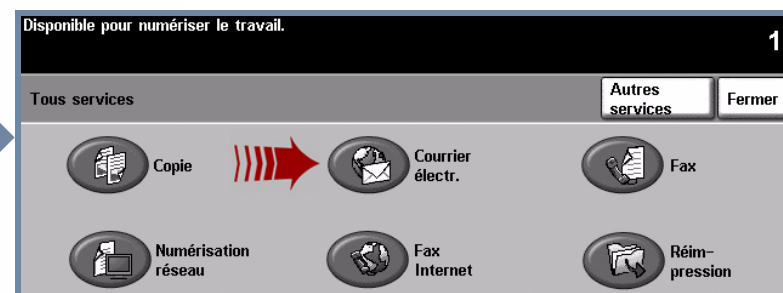 Disponible pour numériser le travail.
1
Tous services
Autres
services
Fermer
Copie
Courrier
électr.
Fax
Numérisation
réseau
Fax
Internet
Réim-
pression